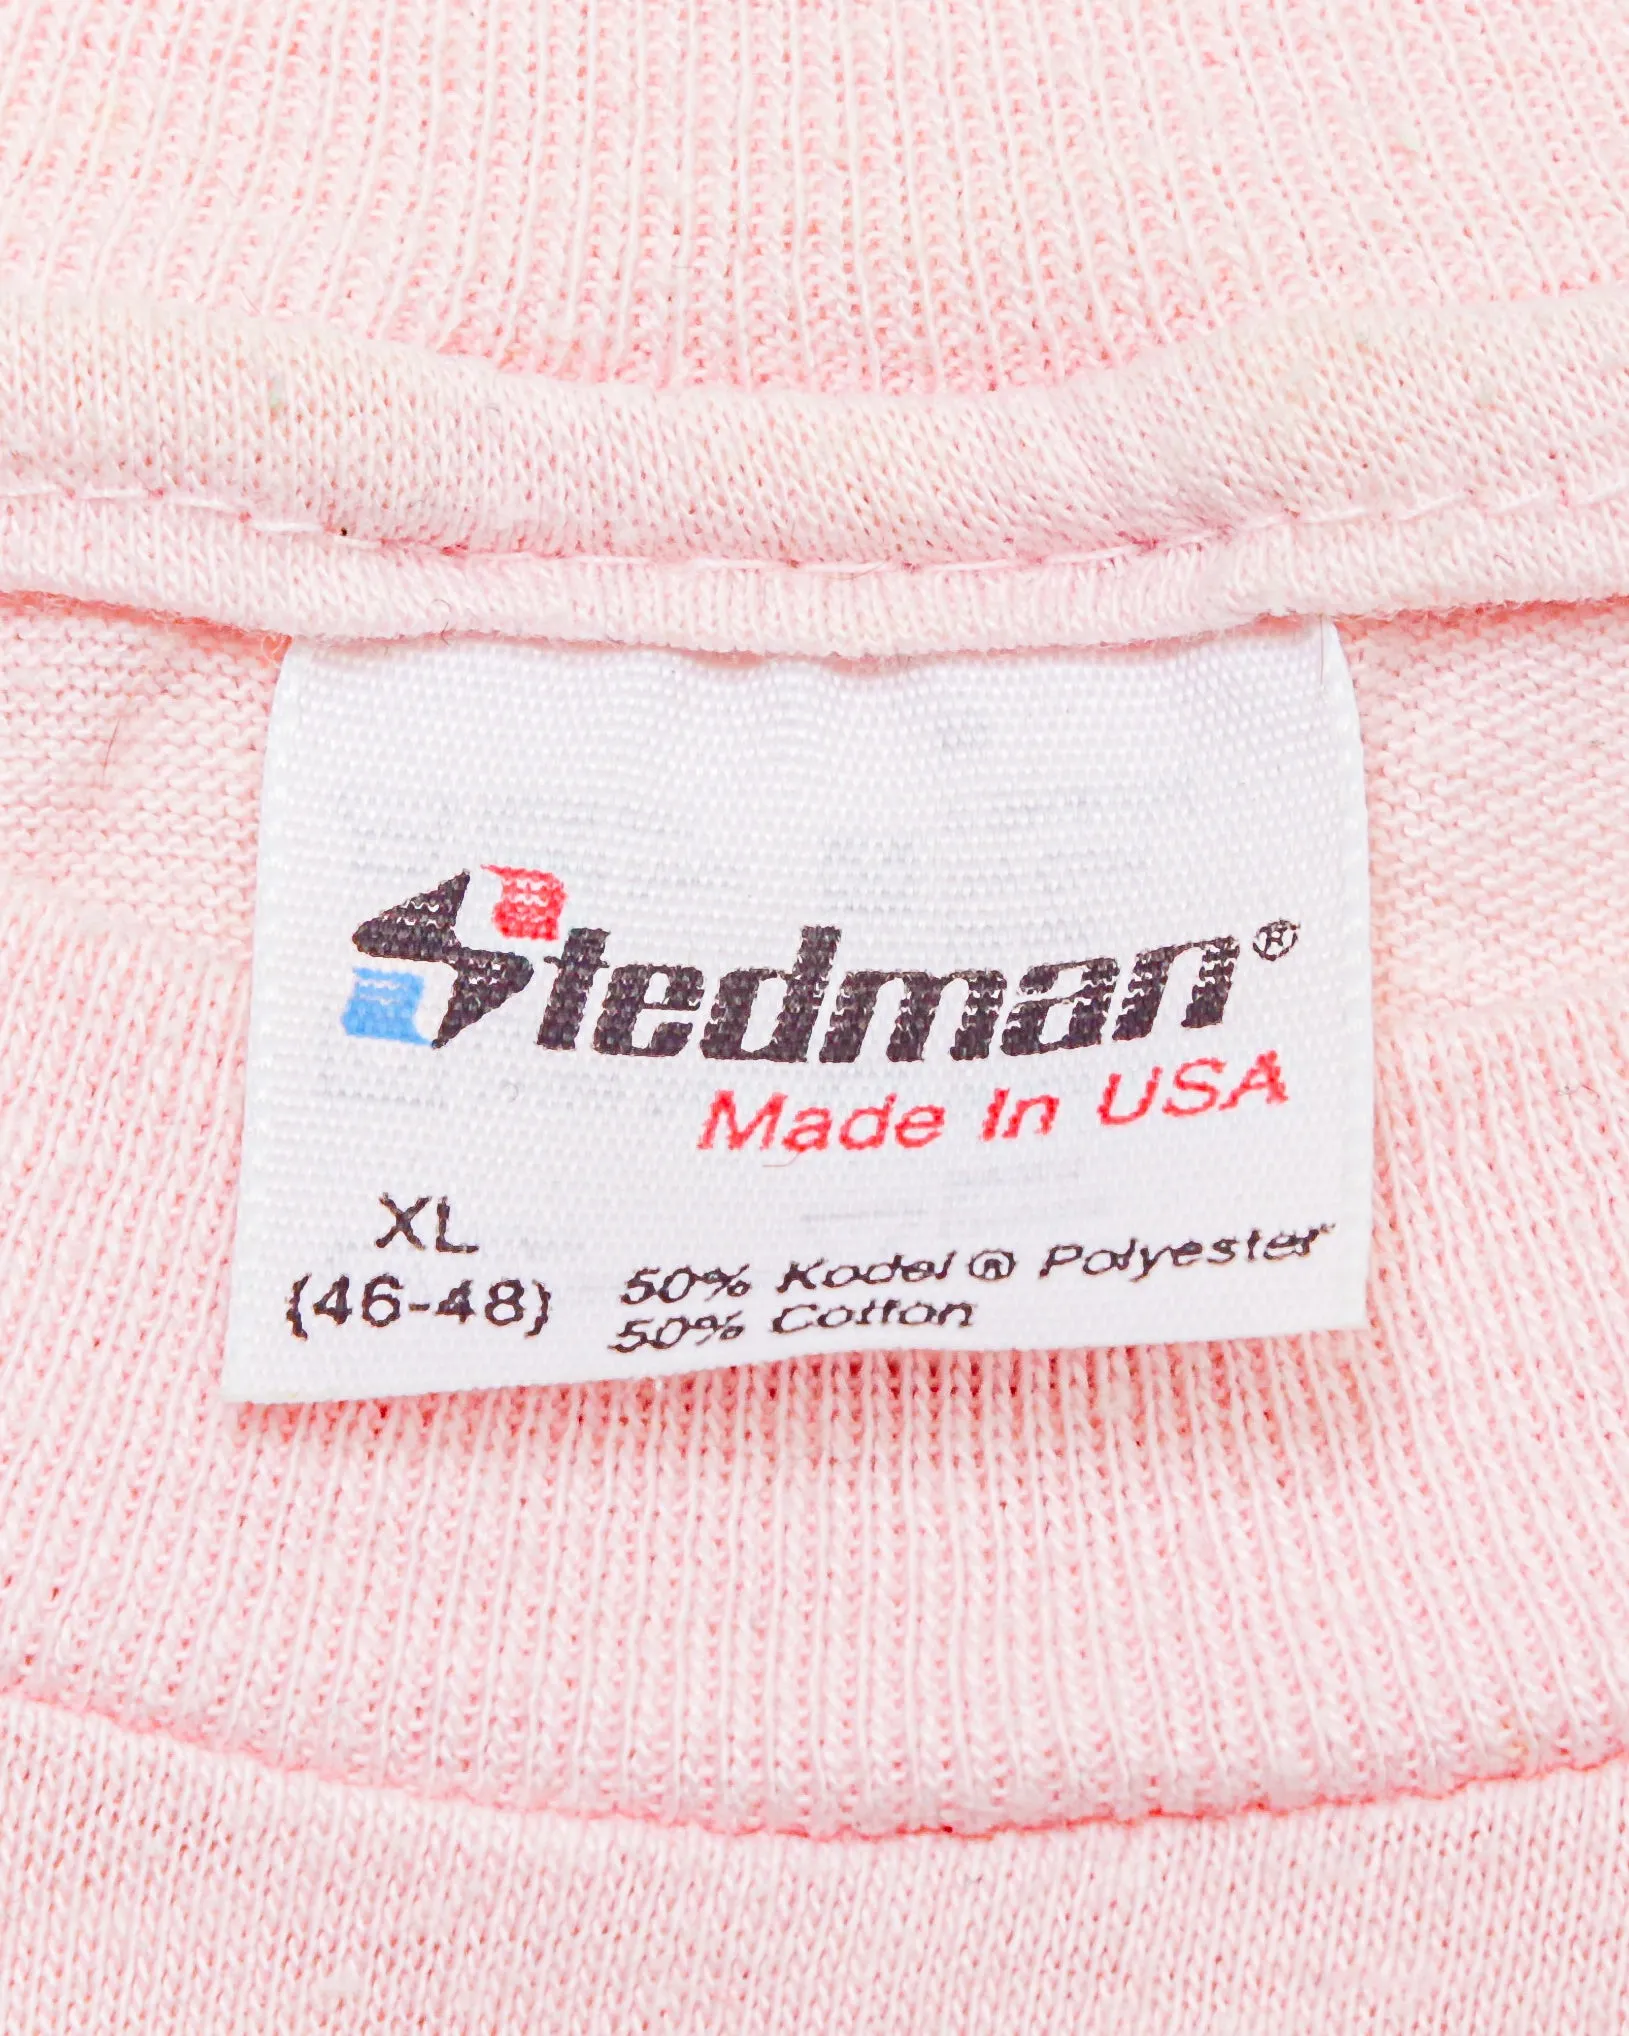 Stedman®
Made In USA
XL
(46-48)
50% Kodel ® Polyester
50% Cotton